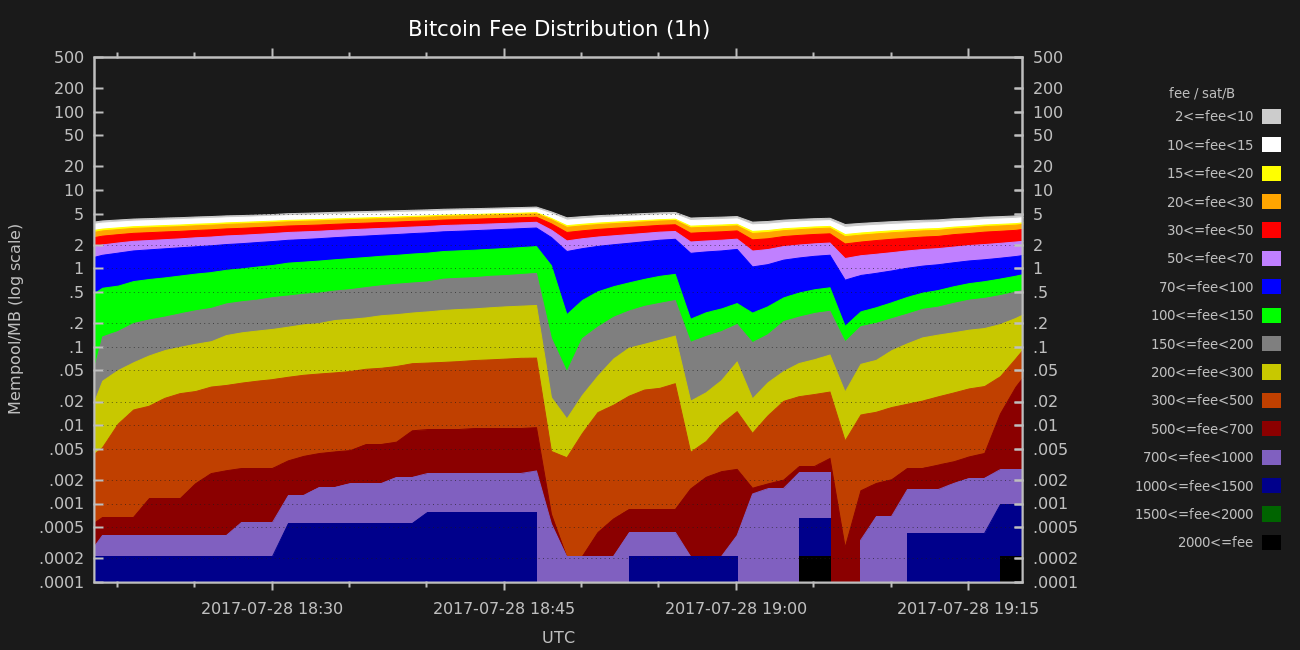 Bitcoin Fee Distribution (1h)
Mempool/MB (log scale)
500
200
100
50
20
10
5
2
1
.5
.2
.1
.05
.02
.01
.005
.002
.001
.0005
.0002
.0001
500
200
100
50
20
10
5
2
1
.5
.2
.1
.05
.02
.01
.005
.002
.001
.0005
.0002
.0001
2017-07-28 18:30
2017-07-28 18:45
2017-07-28 19:00
2017-07-28 19:15
UTC
fee / sat/B
2<=fee<10
10<=fee<15
15<=fee<20
20<=fee<30
30<=fee<50
50<=fee<70
70<=fee<100
100<=fee<150
150<=fee<200
200<=fee<300
300<=fee<500
500<=fee<700
700<=fee<1000
1000<=fee<1500
1500<=fee<2000
2000<=fee